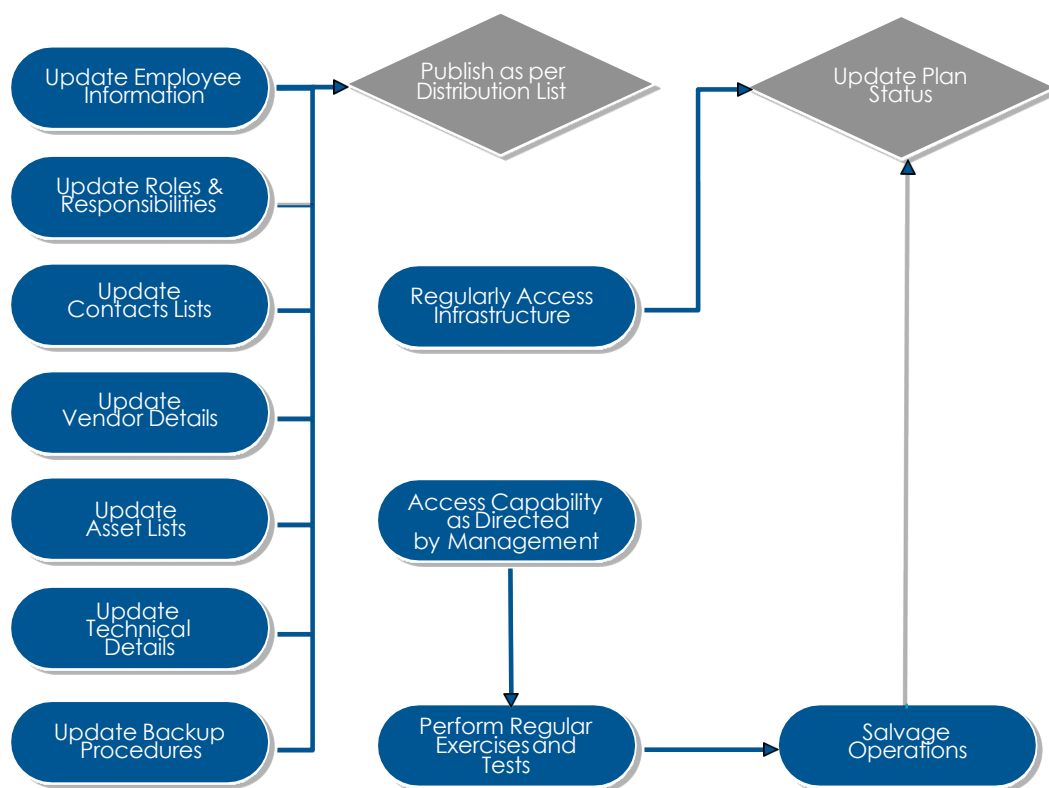 Update Employee
Information
Publish as per
Distribution List
Update Plan
Status
Update Roles &
Responsibilities
Update
Contacts Lists
Regularly Access
Infrastructure
Update
Vendor Details
Update
Asset Lists
Access Capability
as Directed
by Management
Update
Technical
Details
Update Backup
Procedures
Perform Regular
Exercises and
Tests
Salvage
Operations